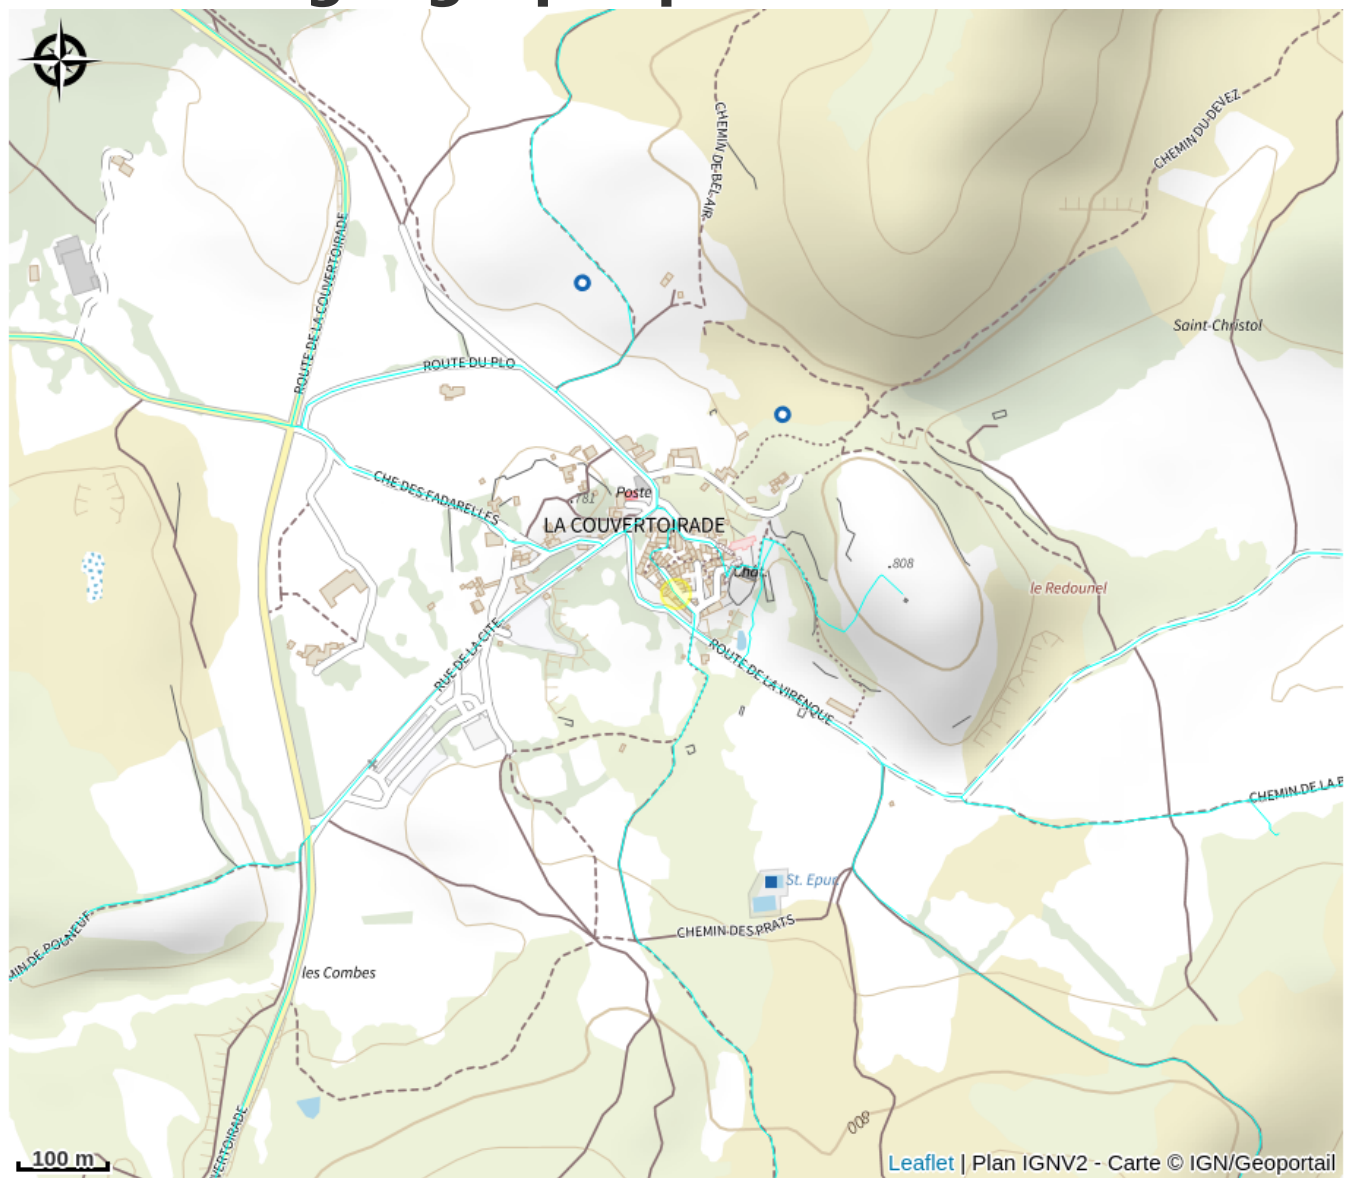 CHEMIN DE BEL AIR
CHEMIN DU DEVEZ
ROUTE DE LA COUVERTOIRADE
Saint-Christol
ROUTE DU PLO
CHE DES FADARELLES
781
Poste
LA COUVERTOIRADE
Cha
808
le Redounel
RUE DE LA CITE
ROUTE DE LA VIRENQUE
CHEMIN DE LA
St. Epur
MIN DE POLNEUF
CHEMIN DES PRATS
les Combes
800
VERTOIRADE
100 m
Leaflet | Plan IGNV2 - Carte © IGN/Geoportail